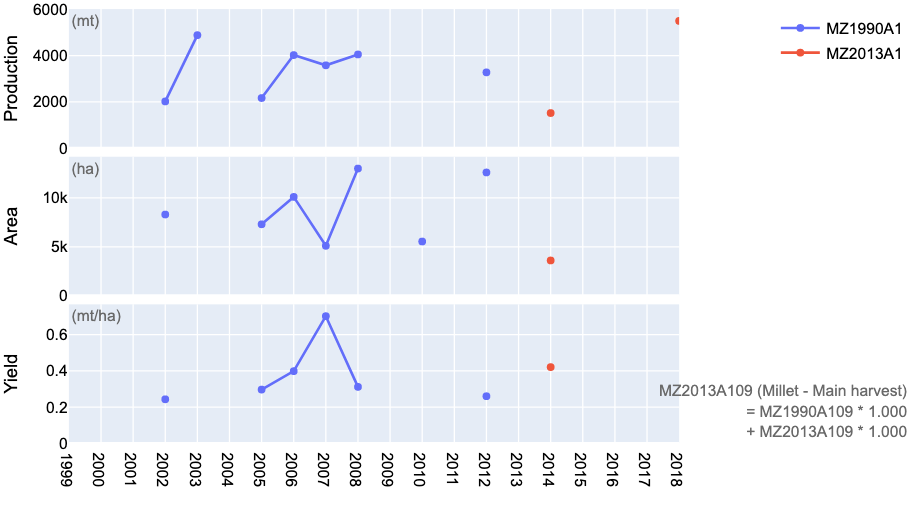 6000
(mt)
4000
2000
0
Production
MZ1990A1
MZ2013A1
(ha)
10k
5k
0
Area
(mt/ha)
0.6
0.4
0.2
0
Yield
MZ2013A109 (Millet - Main harvest)
= MZ1990A109 * 1.000
+ MZ2013A109 * 1.000
1999
2000
2001
2002
2003
2004
2005
2006
2007
2008
2009
2010
2011
2012
2013
2014
2015
2016
2017
2018